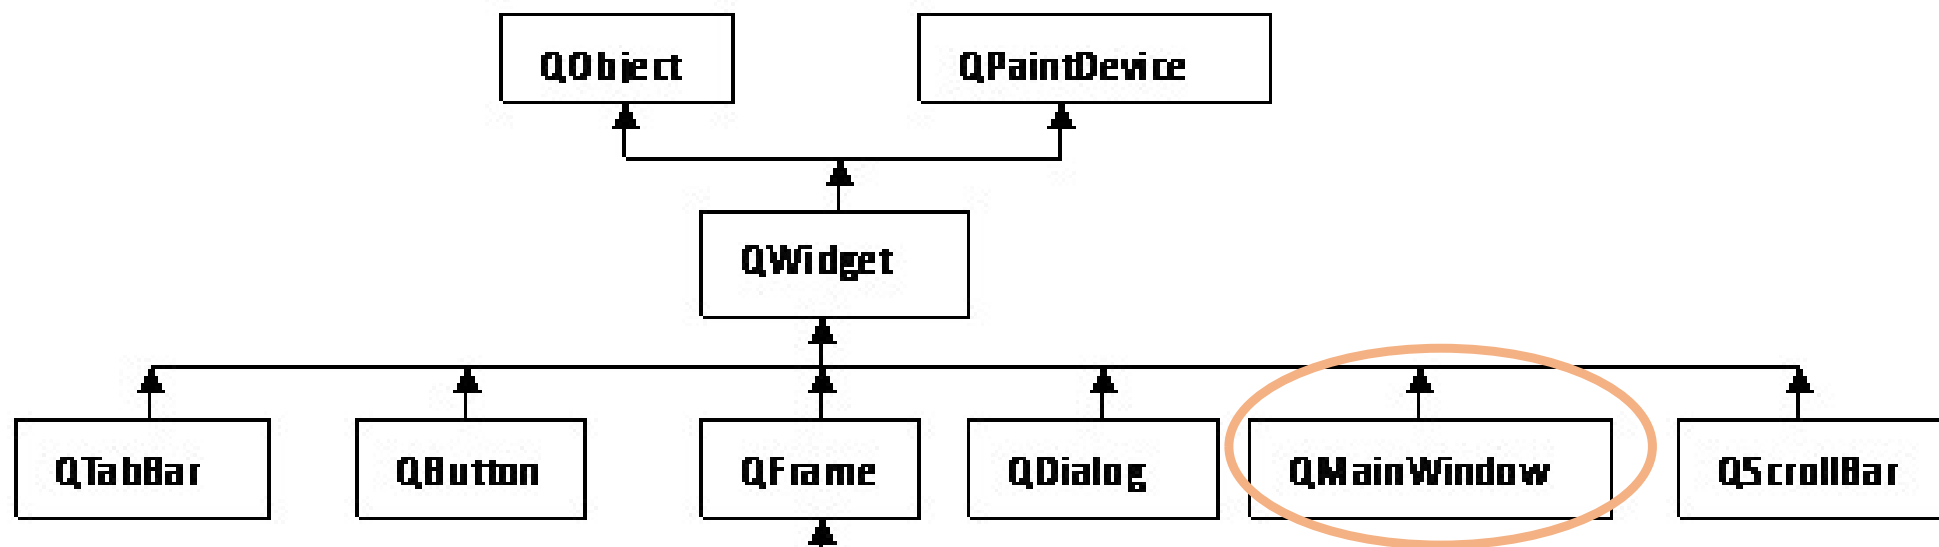 QObject
QPaintDevice
QWidget
QTabBar
QButton
QFrame
QDialog
QMainWindow
QScrollBar